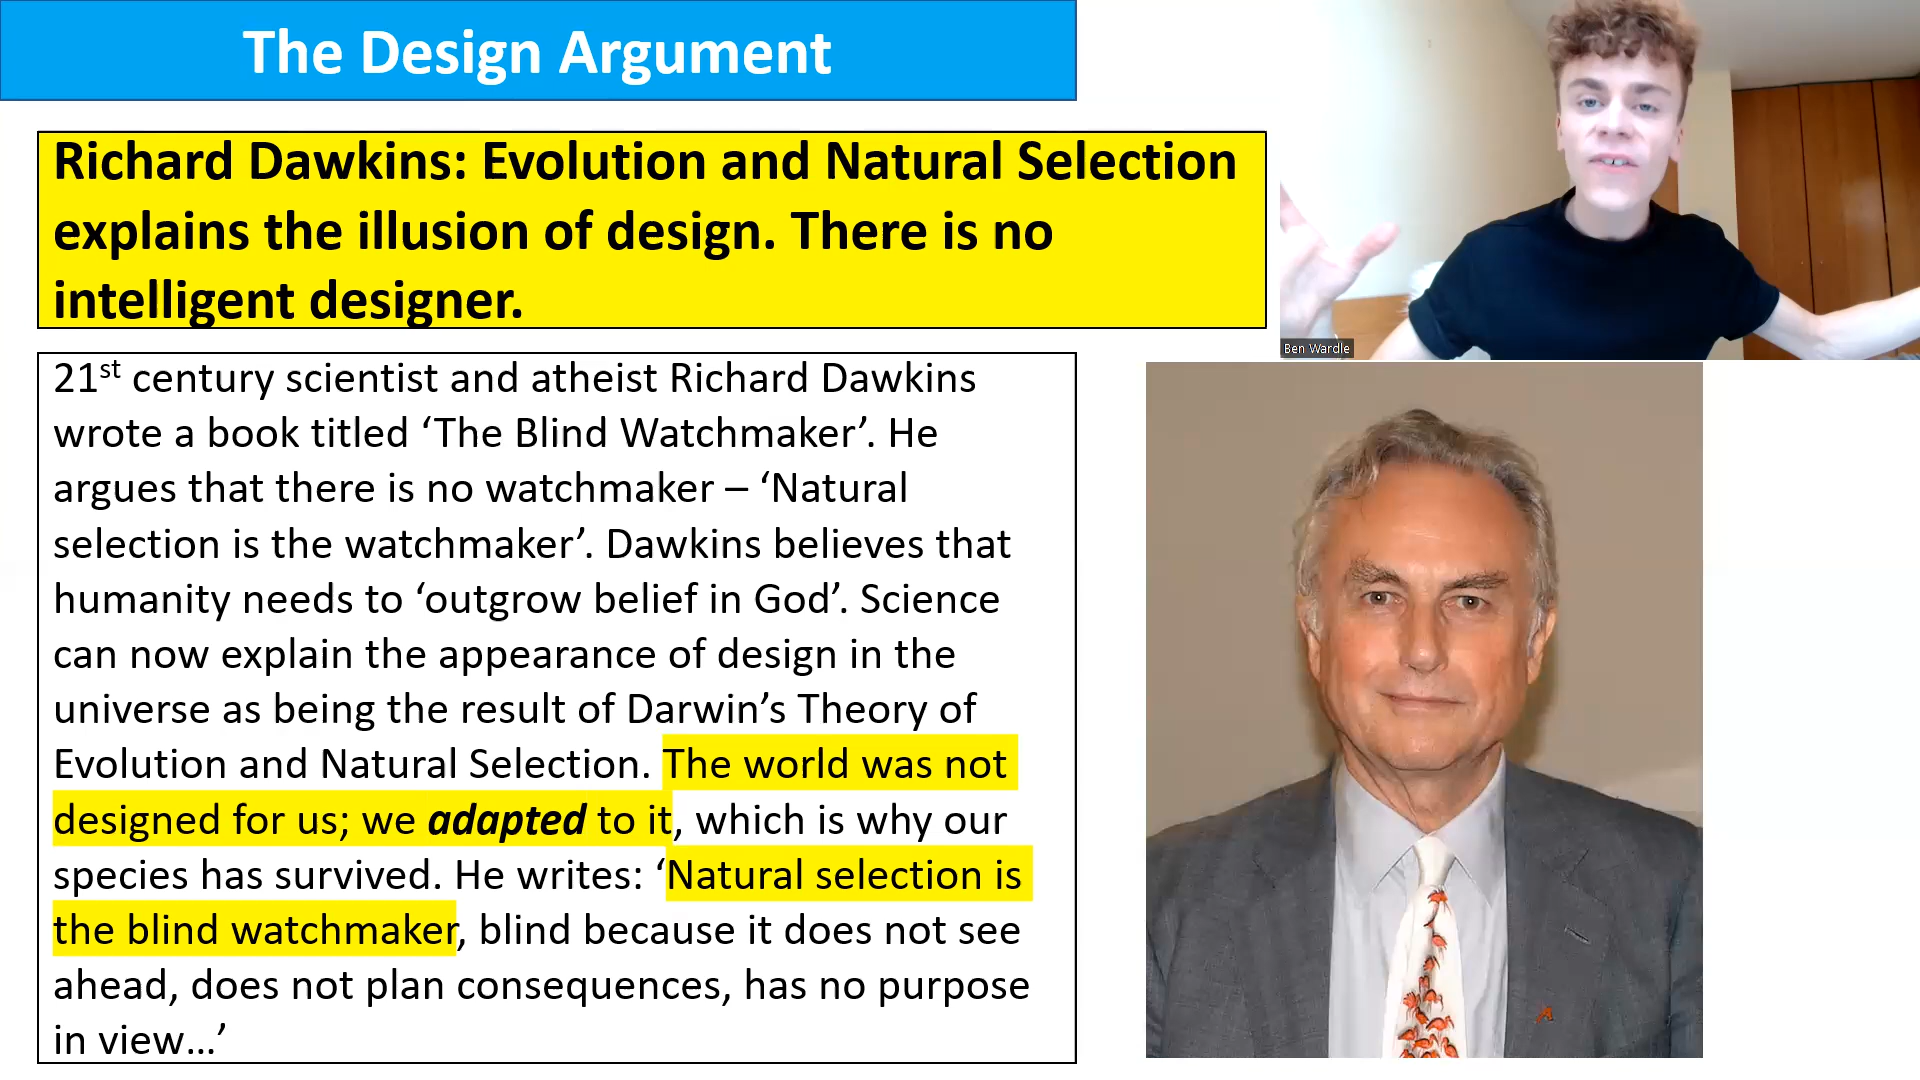 The Design Argument
Richard Dawkins: Evolution and Natural Selection
explains the illusion of design. There is no
intelligent designer.
Ben Wardle
21st century scientist and atheist Richard Dawkins
wrote a book titled ‘The Blind Watchmaker’. He
argues that there is no watchmaker – ‘Natural
selection is the watchmaker’. Dawkins believes that
humanity needs to ‘outgrow belief in God’. Science
can now explain the appearance of design in the
universe as being the result of Darwin’s Theory of
Evolution and Natural Selection. The world was not
designed for us; we adapted to it, which is why our
species has survived. He writes: ‘Natural selection is
the blind watchmaker, blind because it does not see
ahead, does not plan consequences, has no purpose
in view…’